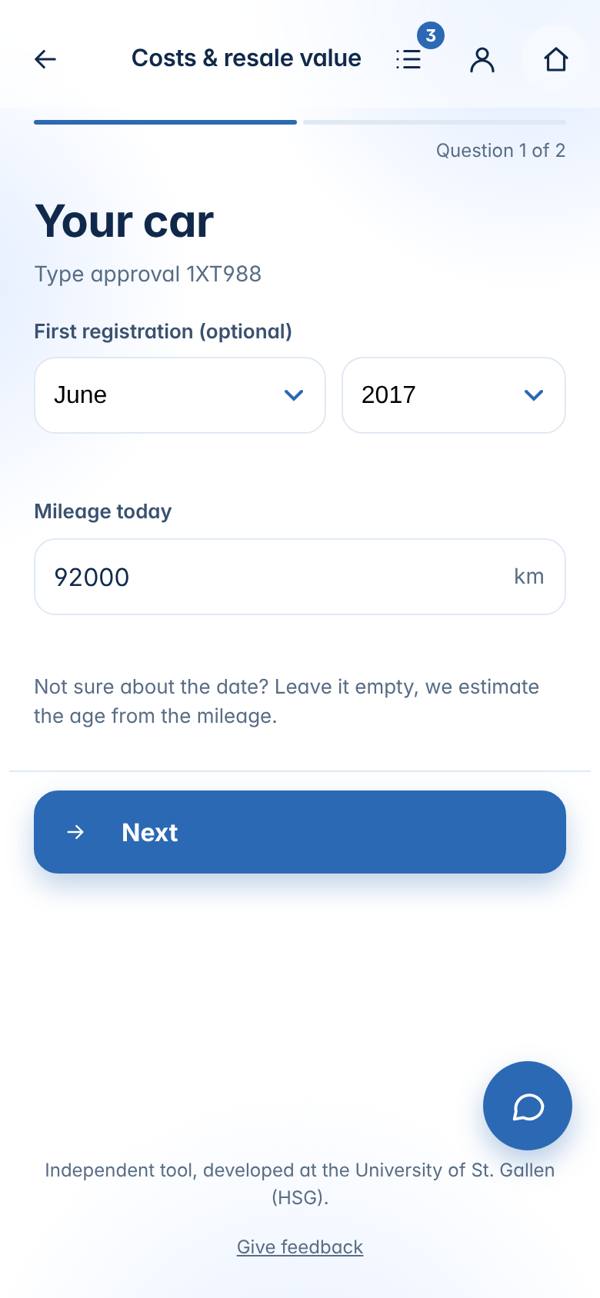 Costs & resale value
3
Question 1 of 2
Your car
Type approval 1XT988
First registration (optional)
June
2017
Mileage today
92000
km
Not sure about the date? Leave it empty, we estimate
the age from the mileage.
Next
Independent tool, developed at the University of St. Gallen
(HSG).
Give feedback